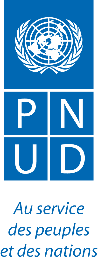 P N
U D
Au service
des peuples
et des nations